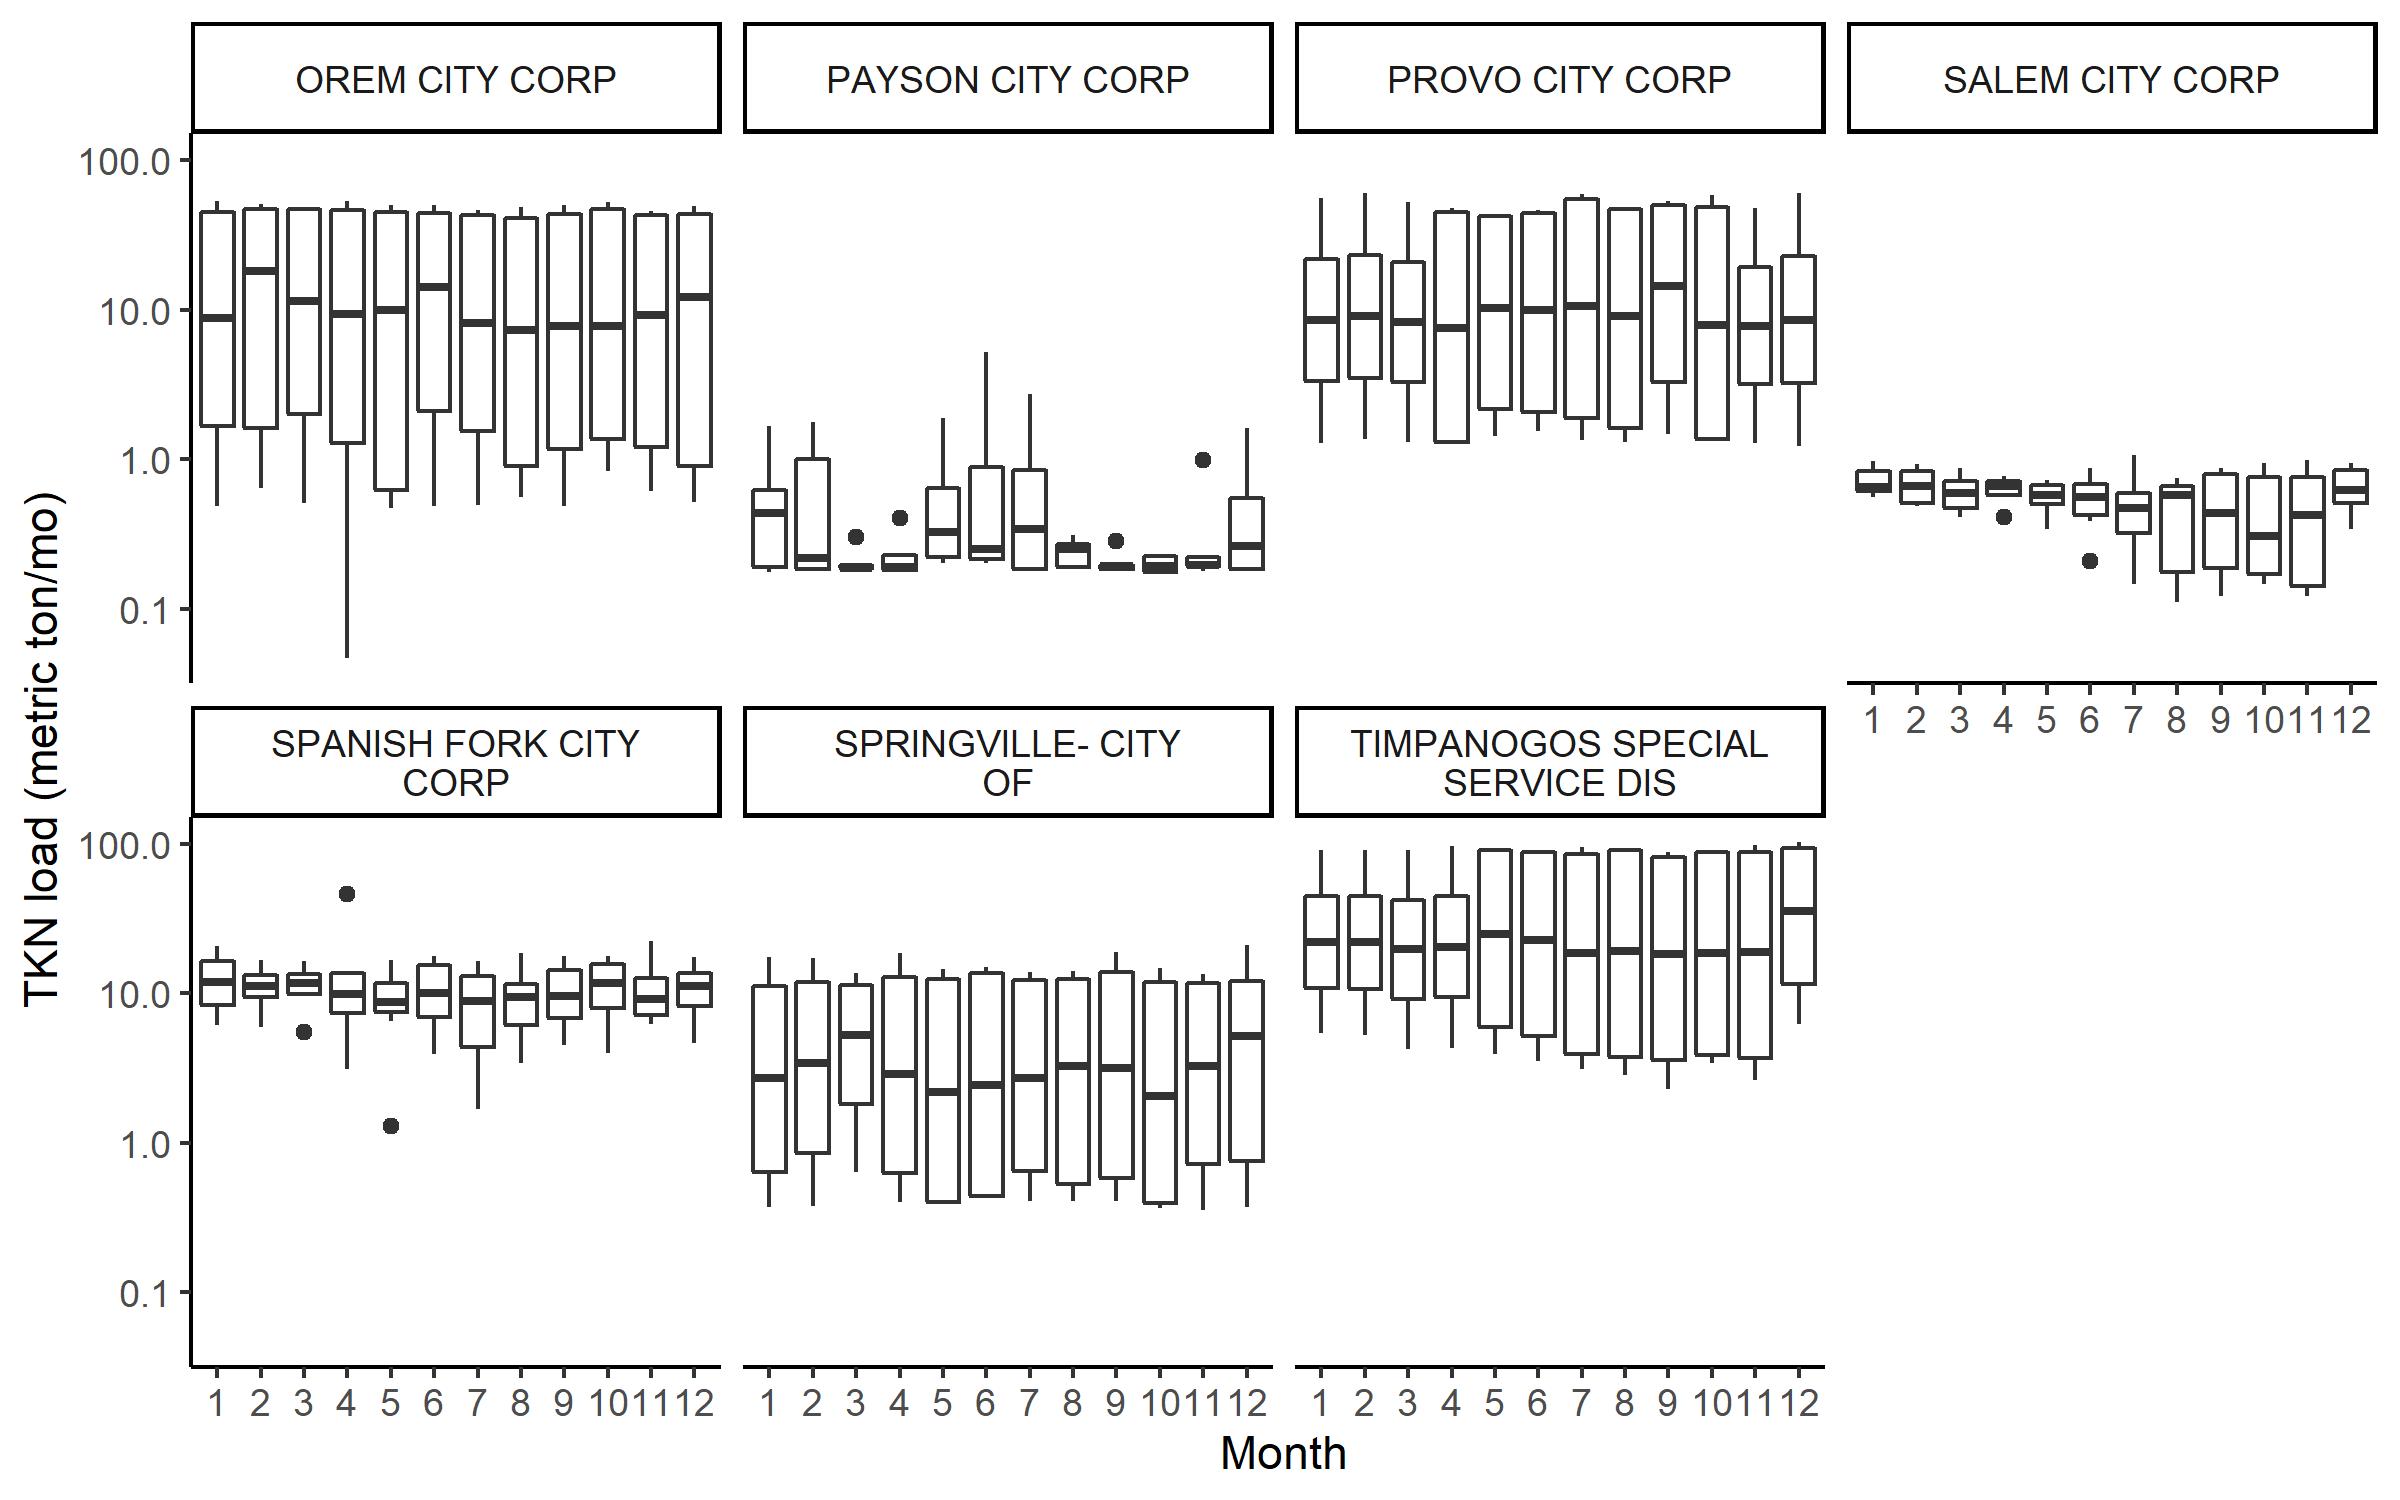 OREM CITY CORP
PAYSON CITY CORP
PROVO CITY CORP
SALEM CITY CORP
100.0
10.0
1.0
0.1
1 2 3 4 5 6 7 8 9 10 11 12
SPANISH FORK CITY
CORP
SPRINGVILLE- CITY
OF
TIMPANOGOS SPECIAL
SERVICE DIS
100.0
10.0
1.0
0.1
1 2 3 4 5 6 7 8 9 10 11 12
1 2 3 4 5 6 7 8 9 10 11 12
1 2 3 4 5 6 7 8 9 10 11 12
TKN load (metric ton/mo)
Month